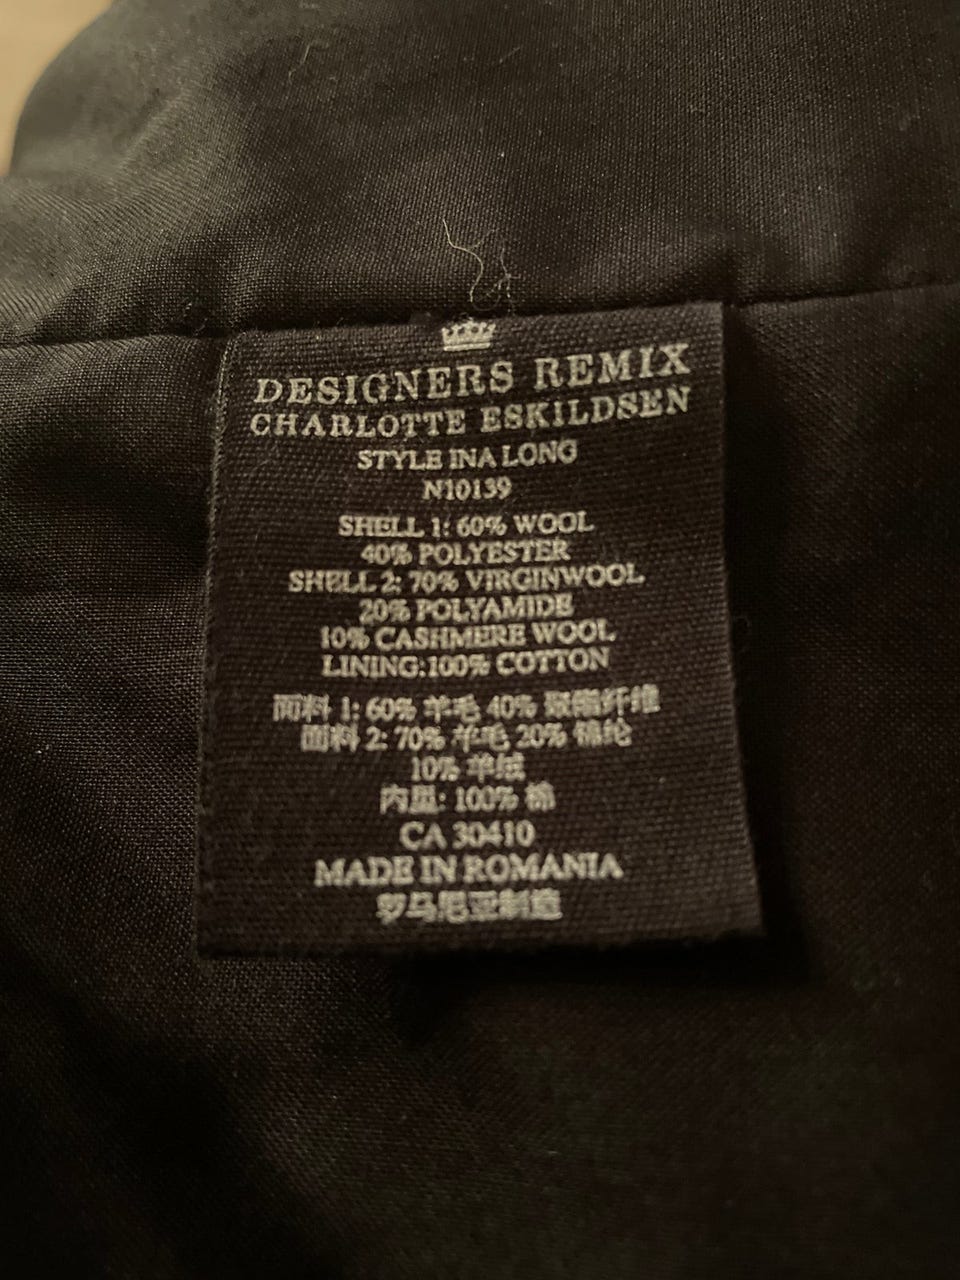 DESIGNERS REMIX
CHARLOTTE ESKILDSEN
STYLE INA LONG
N10139
SHELL 1: 60% WOOL
40% POLYESTER
SHELL 2: 70% VIRGINWOOL
20% POLYAMIDE
10% CASHMERE WOOL
LINING:100% COTTON
面料 1: 60% 羊毛 40% 聚酯纤维
面料 2: 70% 羊毛 20% 锦纶
10% 羊绒
内里: 100% 棉
CA 30410
MADE IN ROMANIA
罗马尼亚制造